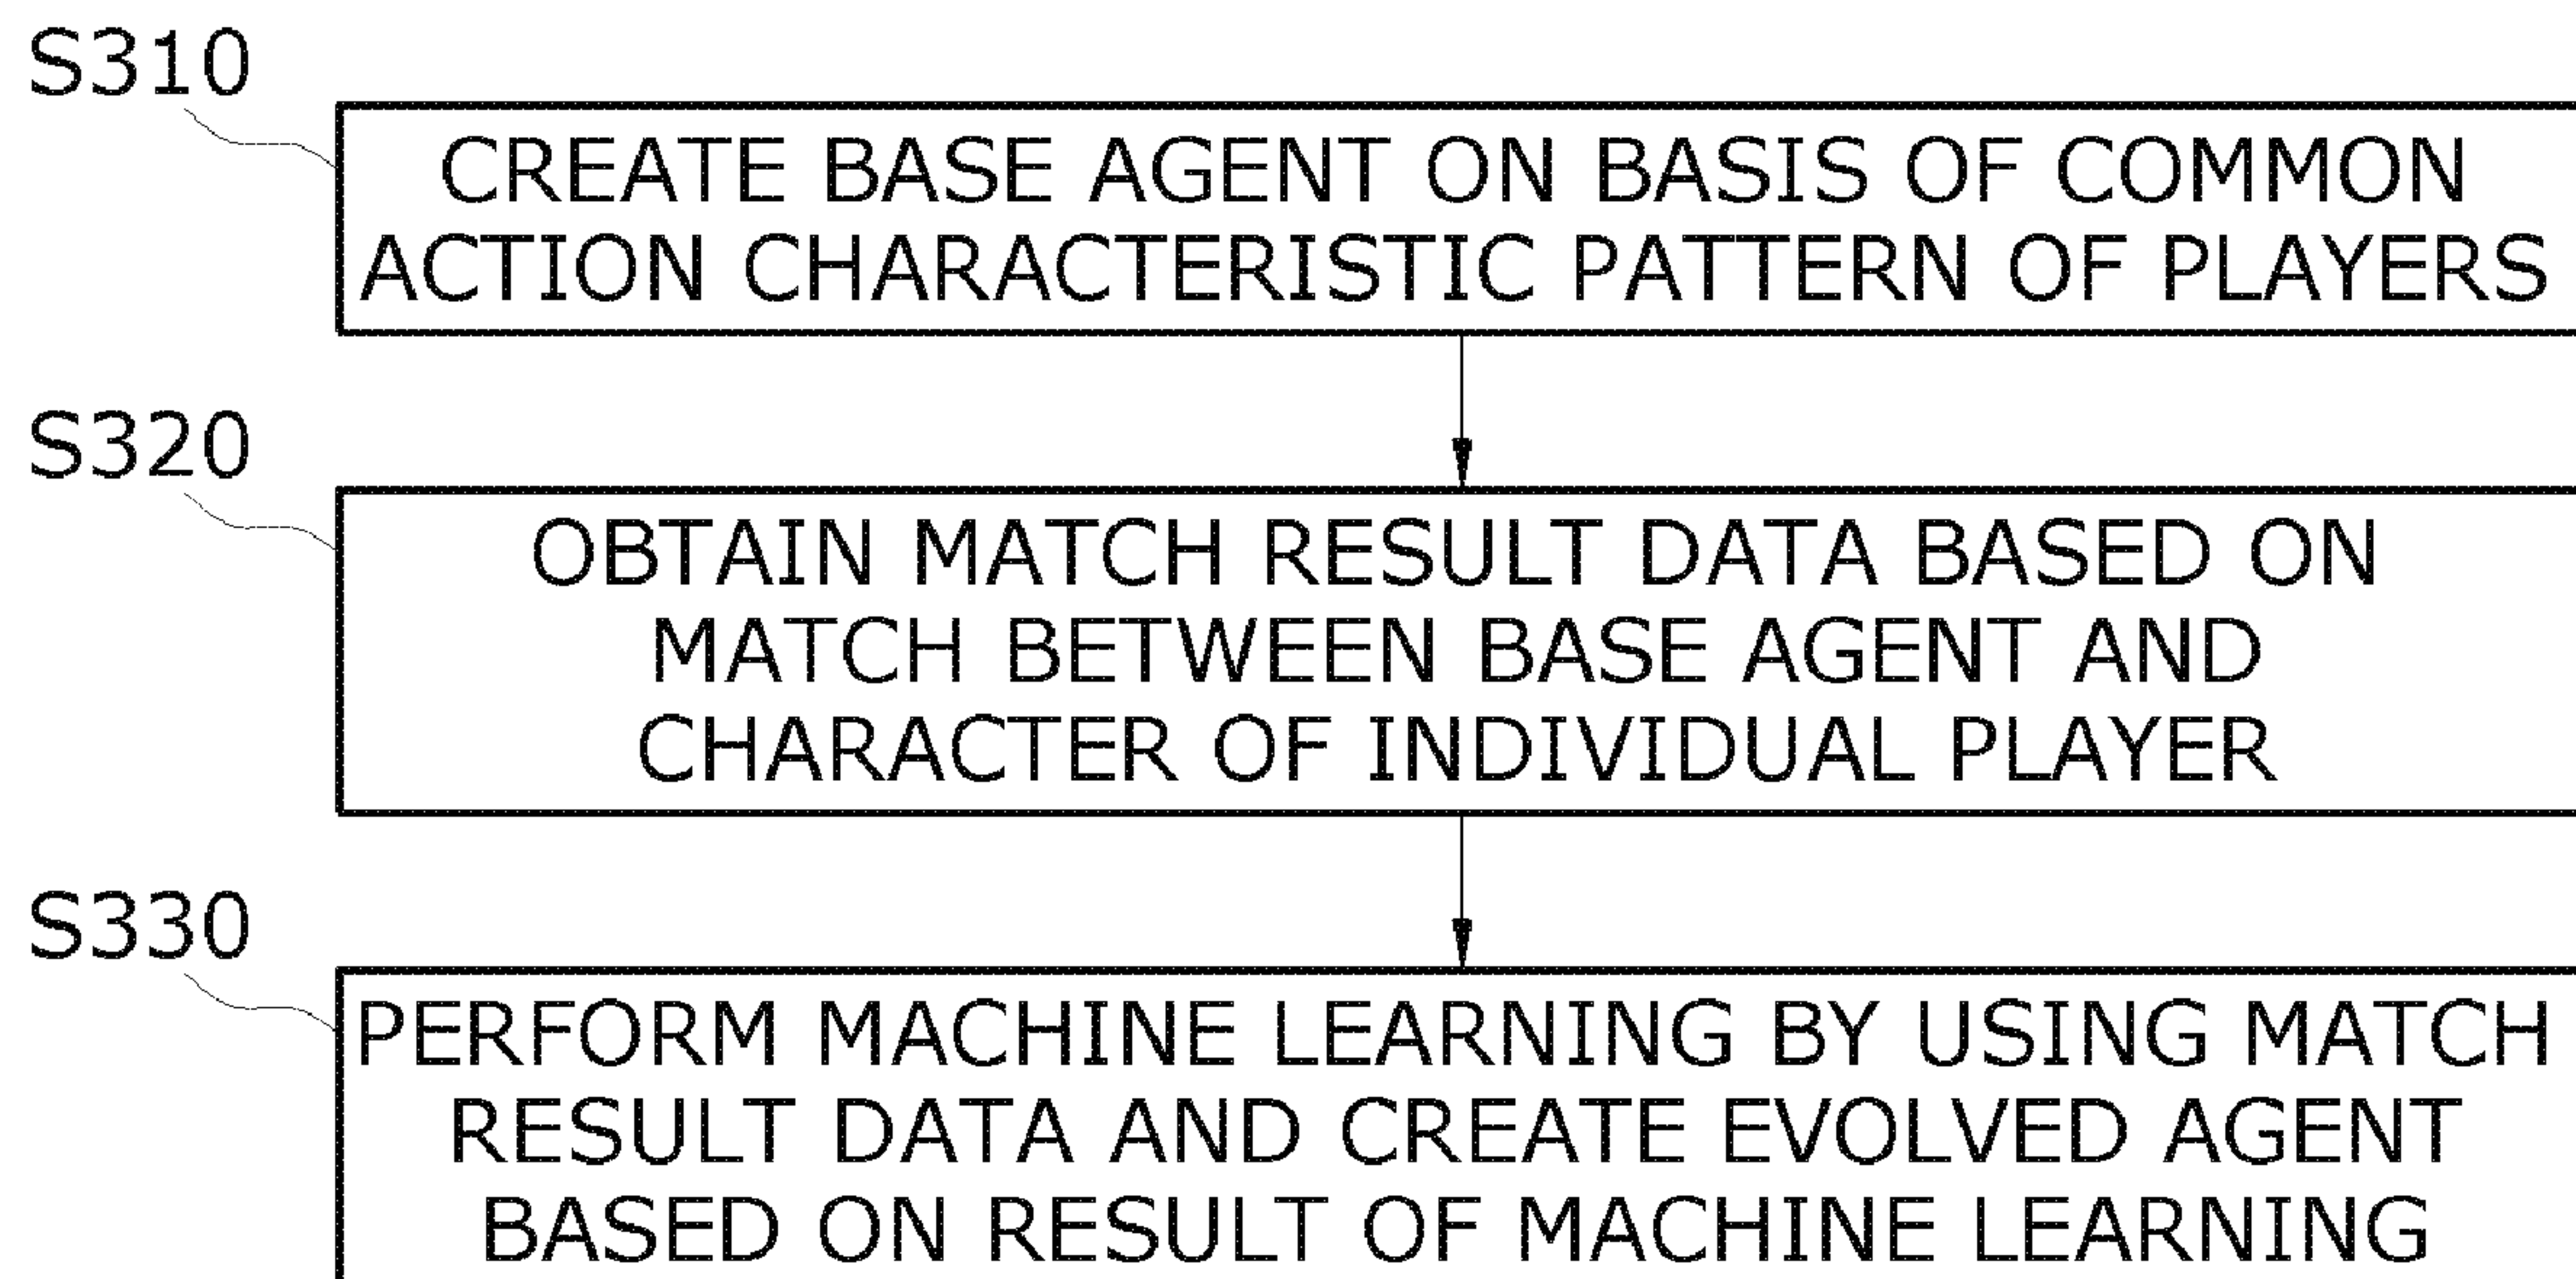 S310
CREATE BASE AGENT ON BASIS OF COMMON
ACTION CHARACTERISTIC PATTERN OF PLAYERS
S320
OBTAIN MATCH RESULT DATA BASED ON
MATCH BETWEEN BASE AGENT AND
CHARACTER OF INDIVIDUAL PLAYER
S330
PERFORM MACHINE LEARNING BY USING MATCH
RESULT DATA AND CREATE EVOLVED AGENT
BASED ON RESULT OF MACHINE LEARNING